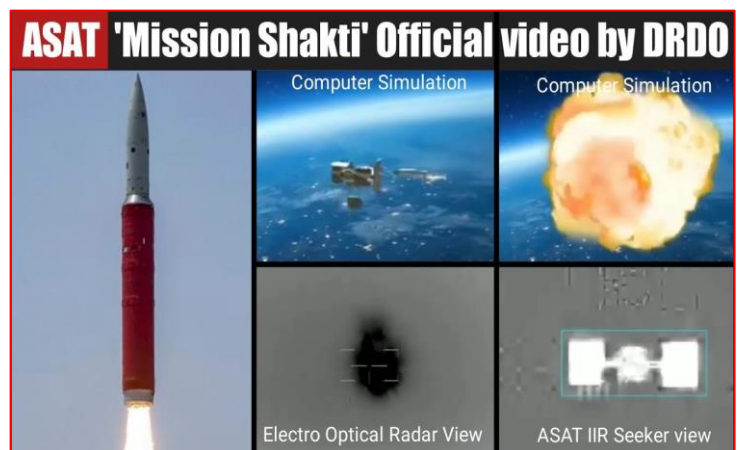 ASAT 'Mission Shakti' Official video by DRDO
Computer Simulation
Computer Simulation
Electro Optical Radar View
ASAT IIR Seeker view